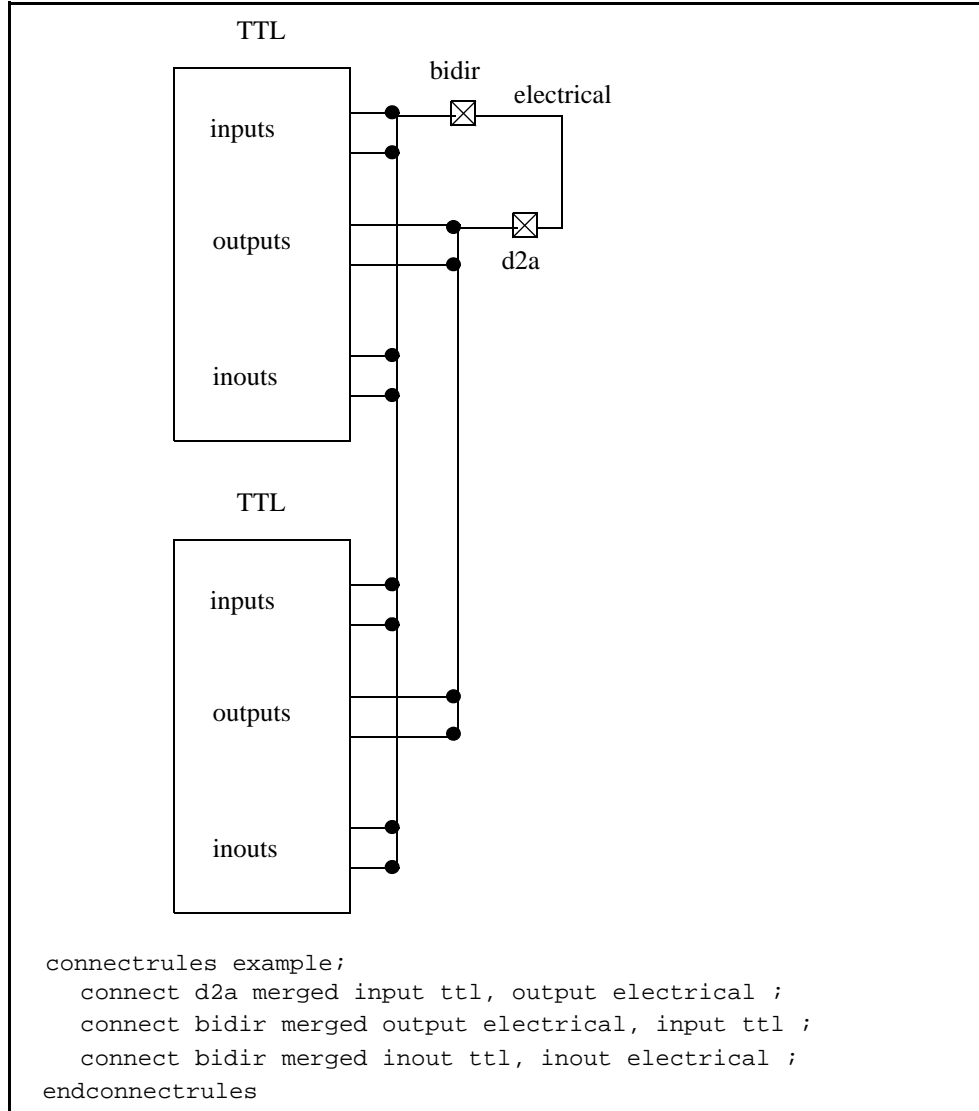 TTL
bidir
electrical
inputs
outputs
d2a
inouts
TTL
inputs
outputs
inouts
connectrules example;
connect d2a merged input ttl, output electrical ;
connect bidir merged output electrical, input ttl ;
connect bidir merged inout ttl, inout electrical ;
endconnectrules